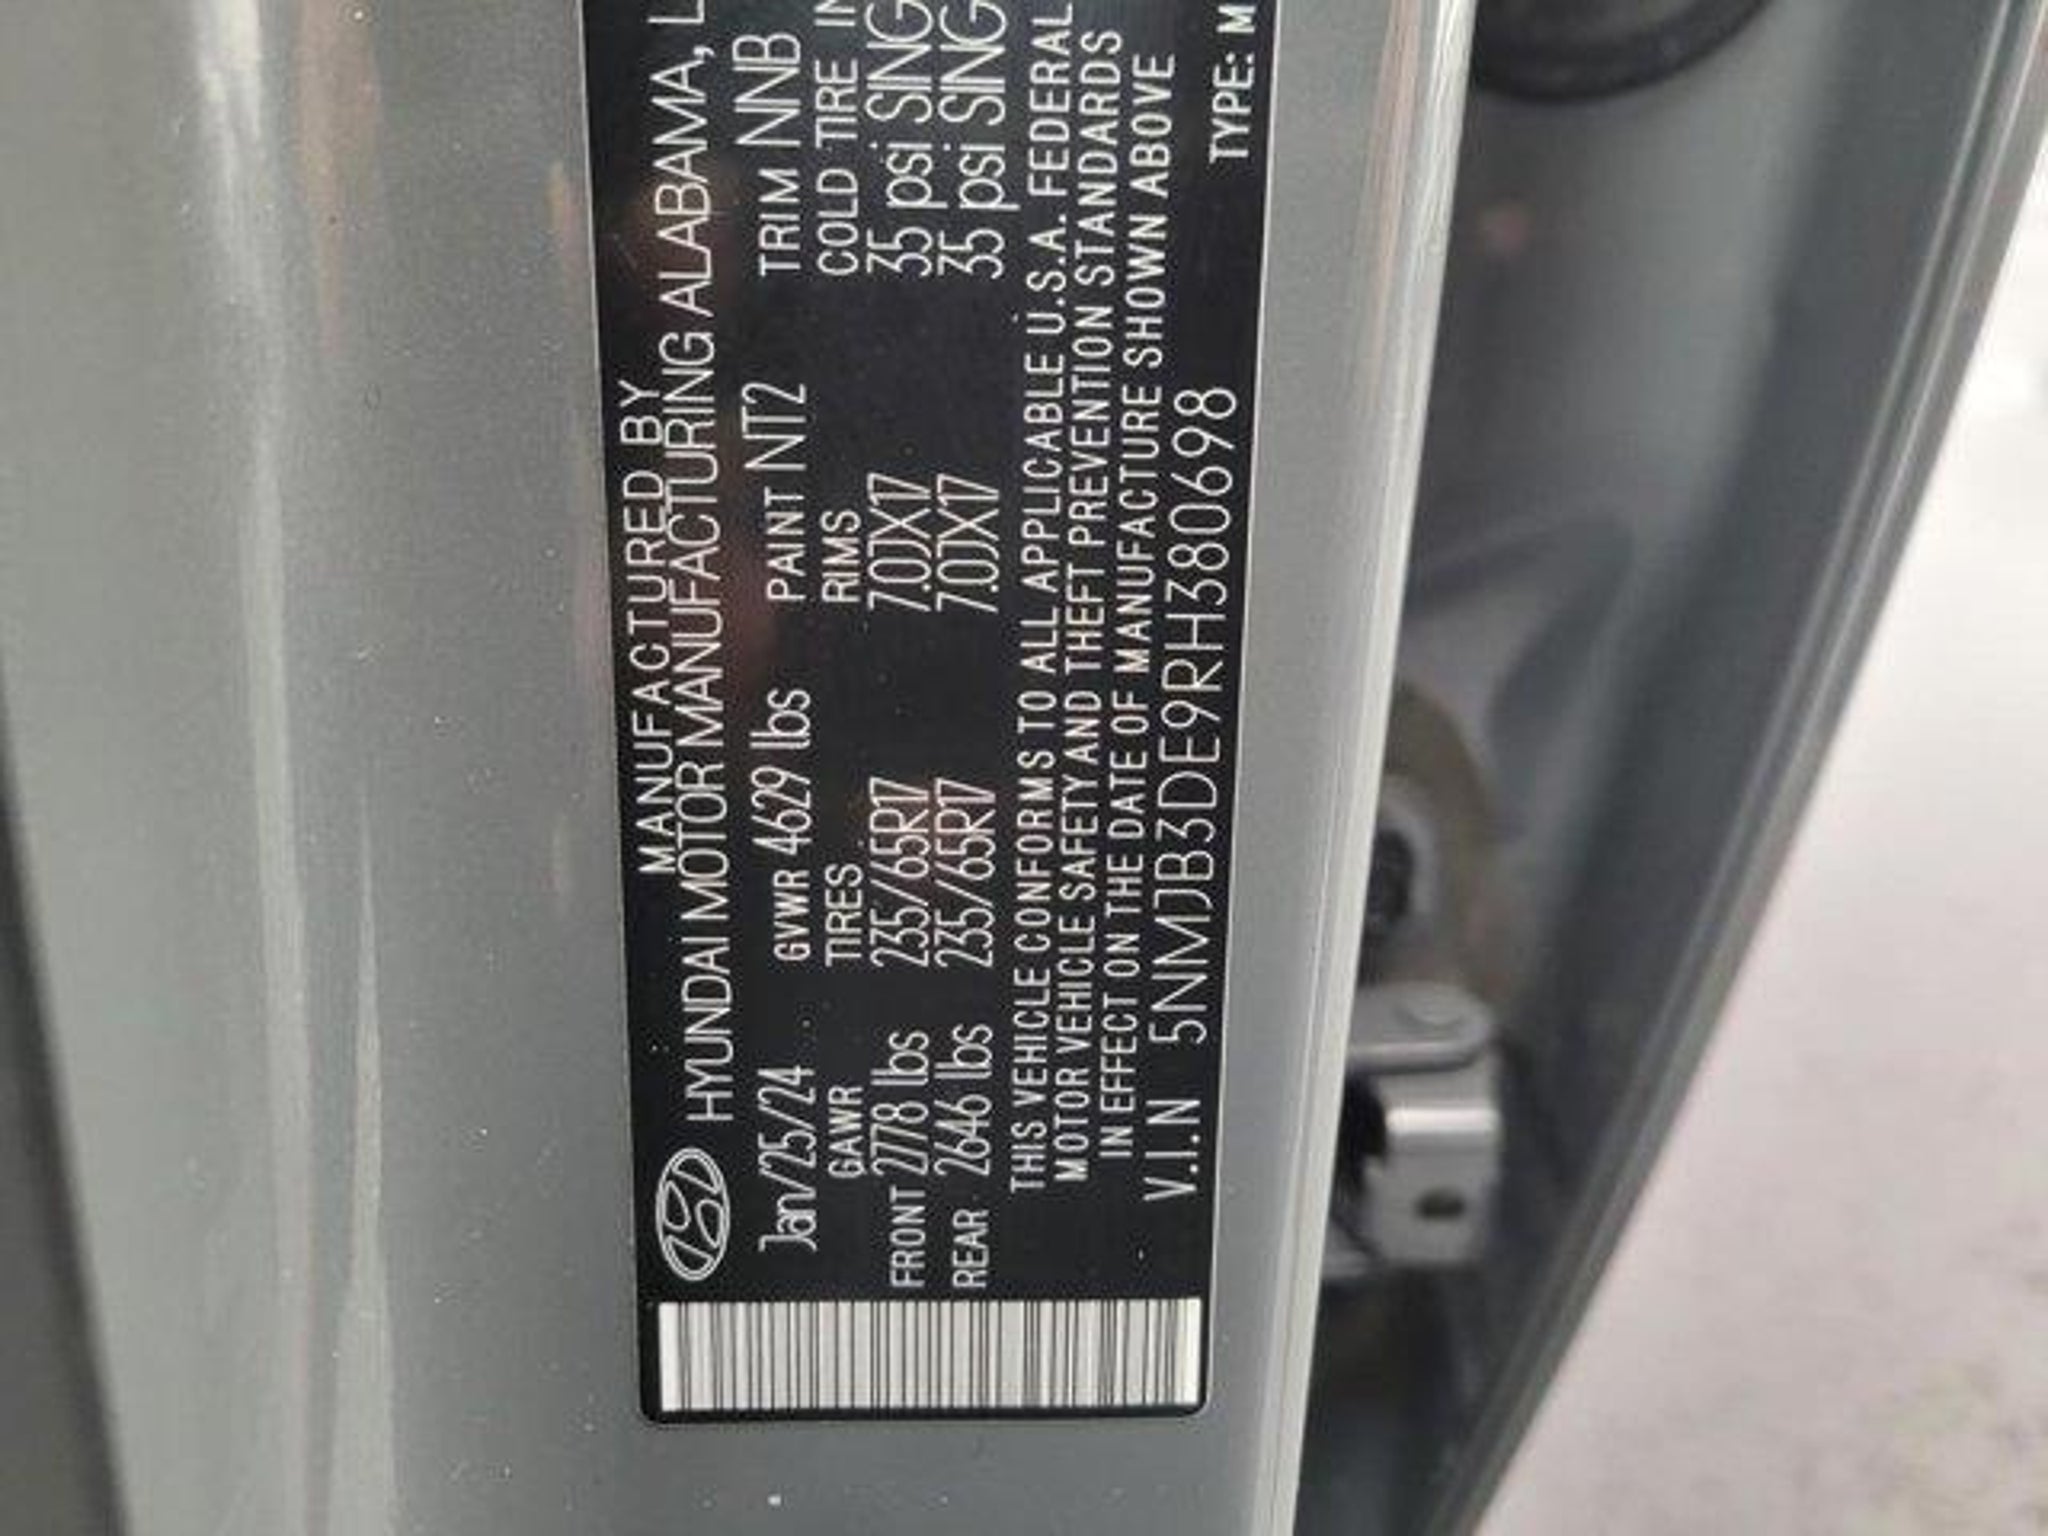 MANUFACTURED BY
HYUNDAI MOTOR MANUFACTURING ALABAMA, L
Jan/25/24 GVWR 4629 lbs PAINT NT2 TRIM NNB
GAWR TIRES RIMS COLD TIRE IN
FRONT 2778 lbs 235/65R17 7.0JX17 35 psi SING
REAR 2646 lbs 235/65R17 7.0JX17 35 psi SING
THIS VEHICLE CONFORMS TO ALL APPLICABLE U.S.A. FEDERAL
MOTOR VEHICLE SAFETY AND THEFT PREVENTION STANDARDS
IN EFFECT ON THE DATE OF MANUFACTURE SHOWN ABOVE
V.I.N 5NMJB3DE9RH380698 TYPE: M